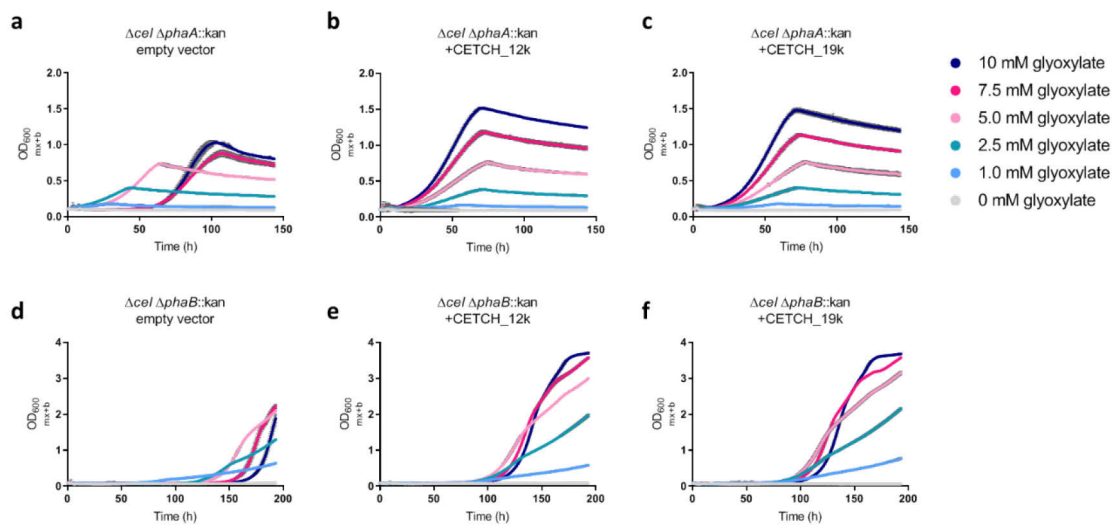 a
ΔceI ΔphaA::kan
empty vector
OD600
mx+b
2.0
1.5
1.0
0.5
0.0
0 50 100 150
Time (h)
b
ΔceI ΔphaA::kan
+CETCH_12k
OD600
mx+b
2.0
1.5
1.0
0.5
0.0
0 50 100 150
Time (h)
c
ΔceI ΔphaA::kan
+CETCH_19k
OD600
mx+b
2.0
1.5
1.0
0.5
0.0
0 50 100 150
Time (h)
10 mM glyoxylate
7.5 mM glyoxylate
5.0 mM glyoxylate
2.5 mM glyoxylate
1.0 mM glyoxylate
0 mM glyoxylate
d
ΔceI ΔphaB::kan
empty vector
OD600
mx+b
4
3
2
1
0
0 50 100 150 200
Time (h)
e
ΔceI ΔphaB::kan
+CETCH_12k
OD600
mx+b
4
3
2
1
0
0 50 100 150 200
Time (h)
f
ΔceI ΔphaB::kan
+CETCH_19k
OD600
mx+b
4
3
2
1
0
0 50 100 150 200
Time (h)